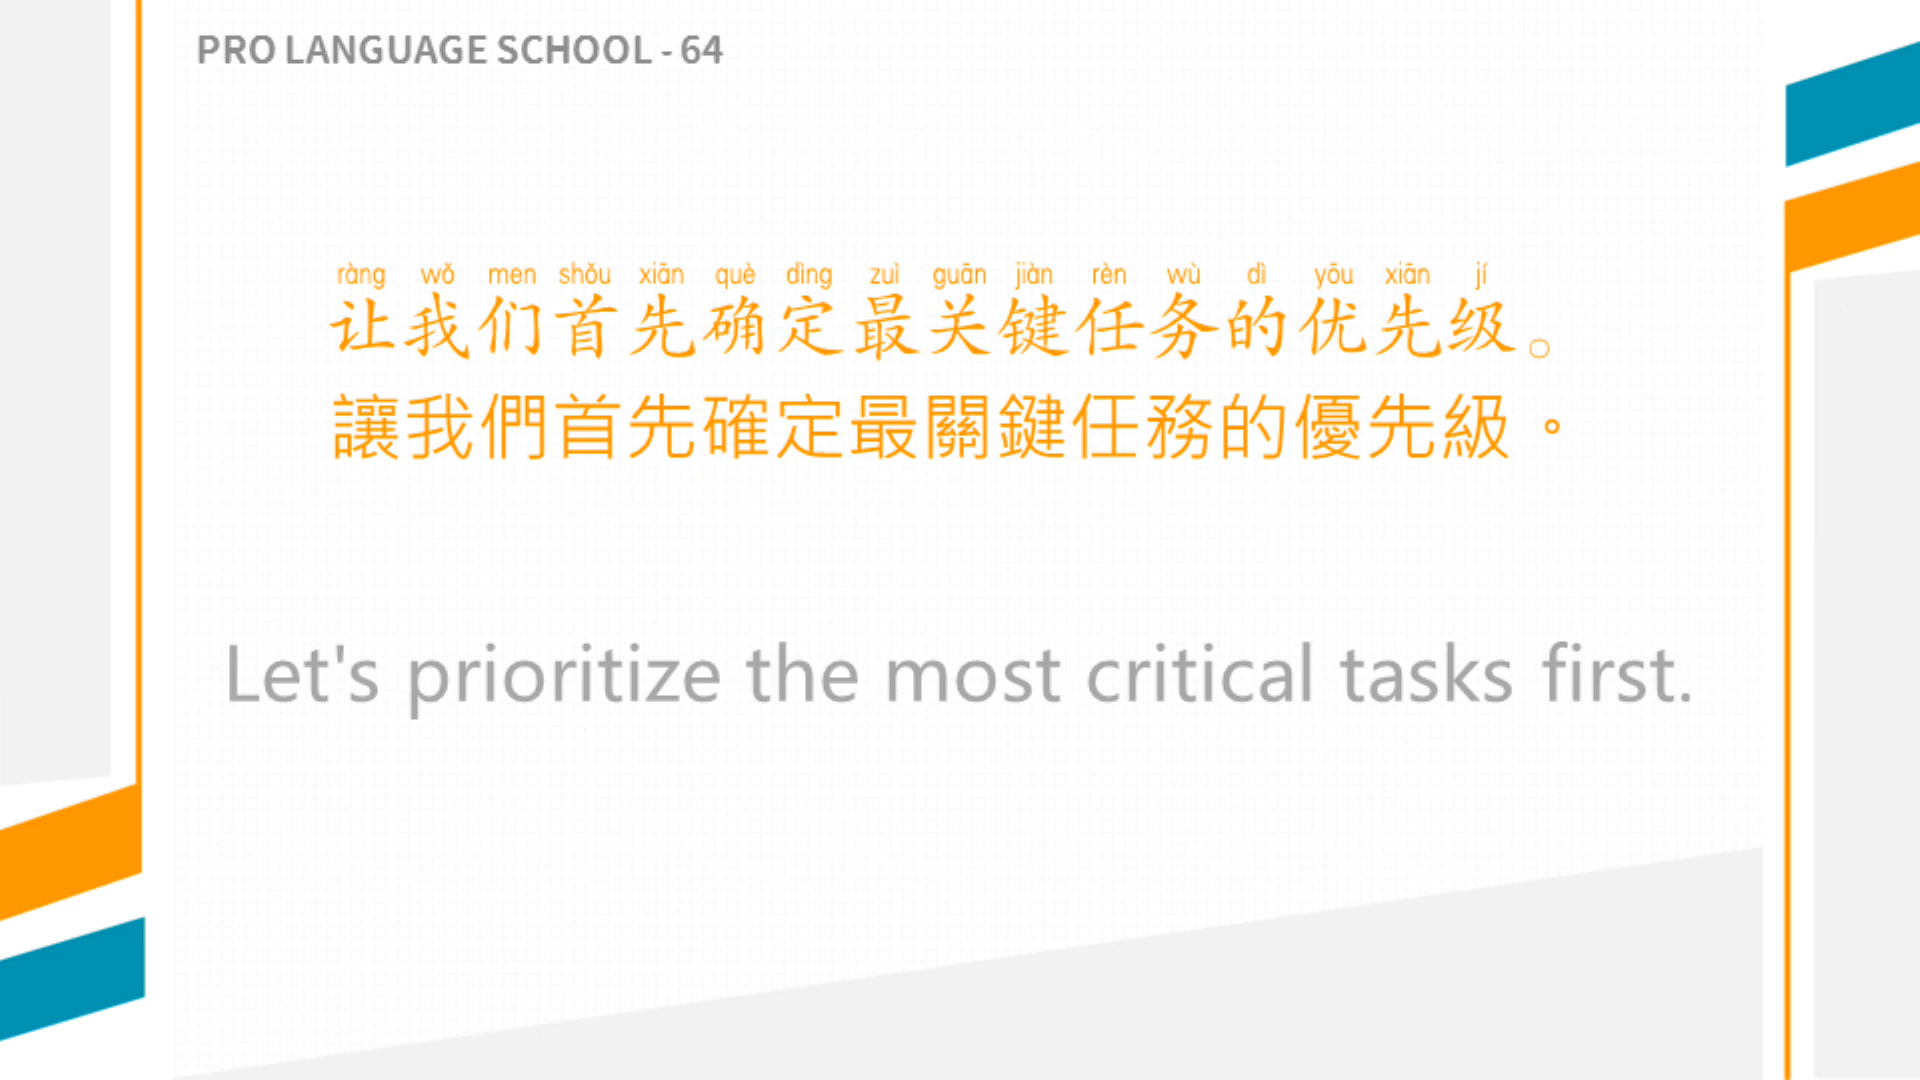 PRO LANGUAGE SCHOOL - 64
ràng wǒ men shǒu xiān què dìng zuì guān jiàn rèn wù dì yōu xiān jí
让我们首先确定最关键任务的优先级。
讓我們首先確定最關鍵任務的優先級。
Let's prioritize the most critical tasks first.